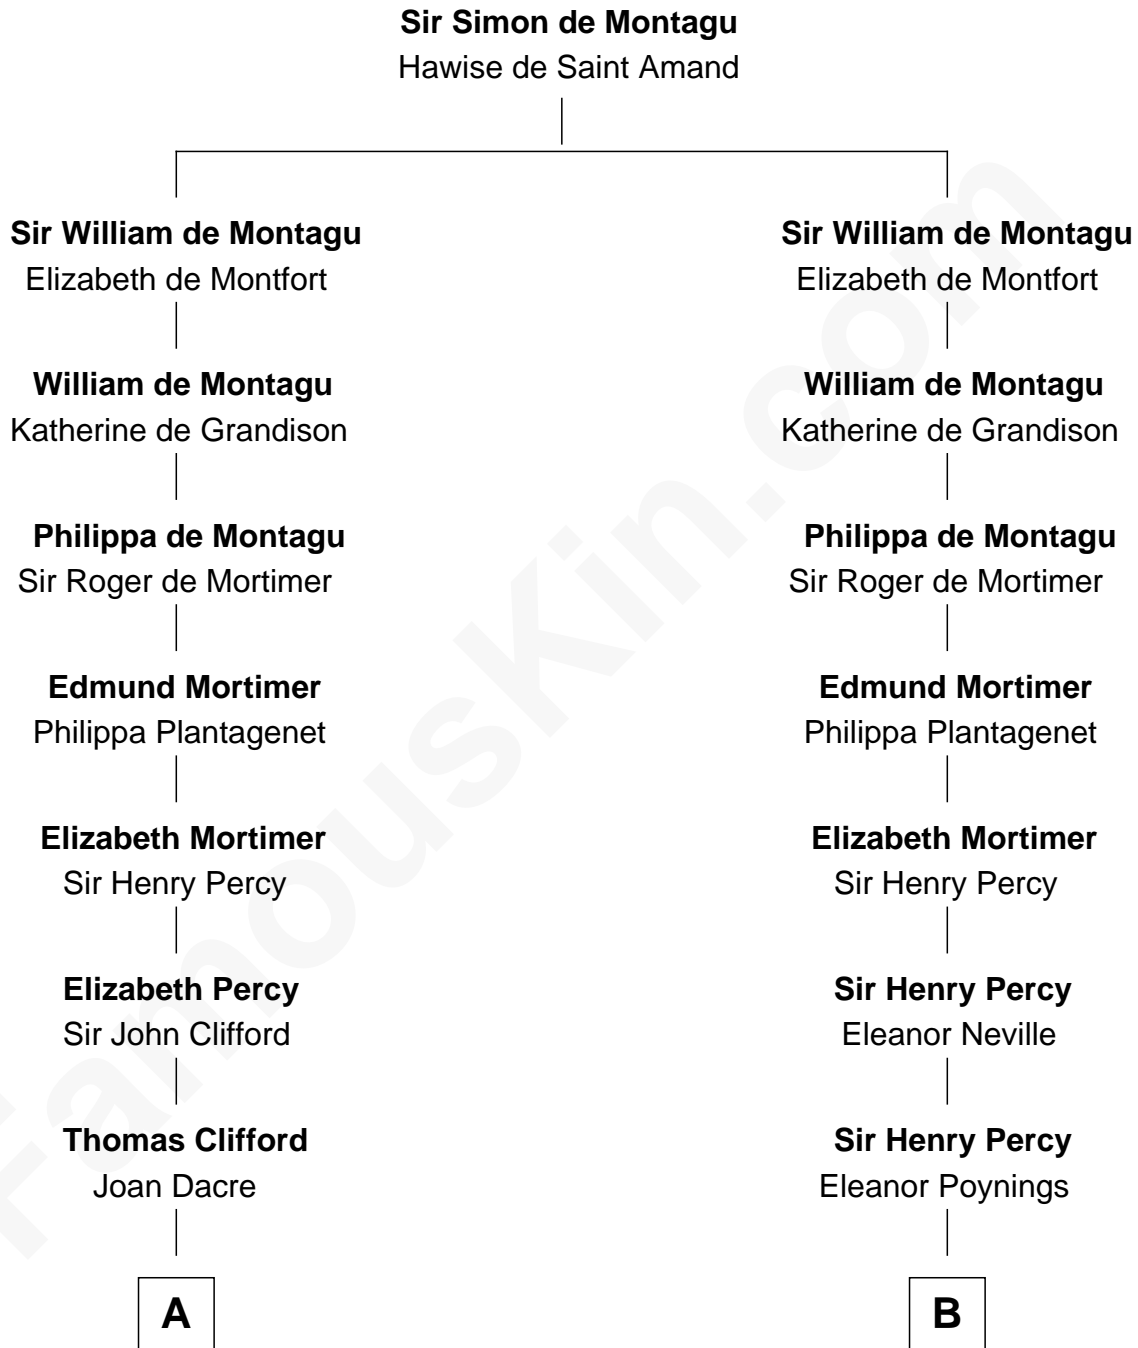 Sir Simon de Montagu
Hawise de Saint Amand
Sir William de Montagu
Elizabeth de Montfort
Sir William de Montagu
Elizabeth de Montfort
William de Montagu
Katherine de Grandison
William de Montagu
Katherine de Grandison
Philippa de Montagu
Sir Roger de Mortimer
Philippa de Montagu
Sir Roger de Mortimer
Edmund Mortimer
Philippa Plantagenet
Edmund Mortimer
Philippa Plantagenet
Elizabeth Mortimer
Sir Henry Percy
Elizabeth Mortimer
Sir Henry Percy
Elizabeth Percy
Sir John Clifford
Sir Henry Percy
Eleanor Neville
Thomas Clifford
Joan Dacre
Sir Henry Percy
Eleanor Poynings
A
B
FamousKin.com